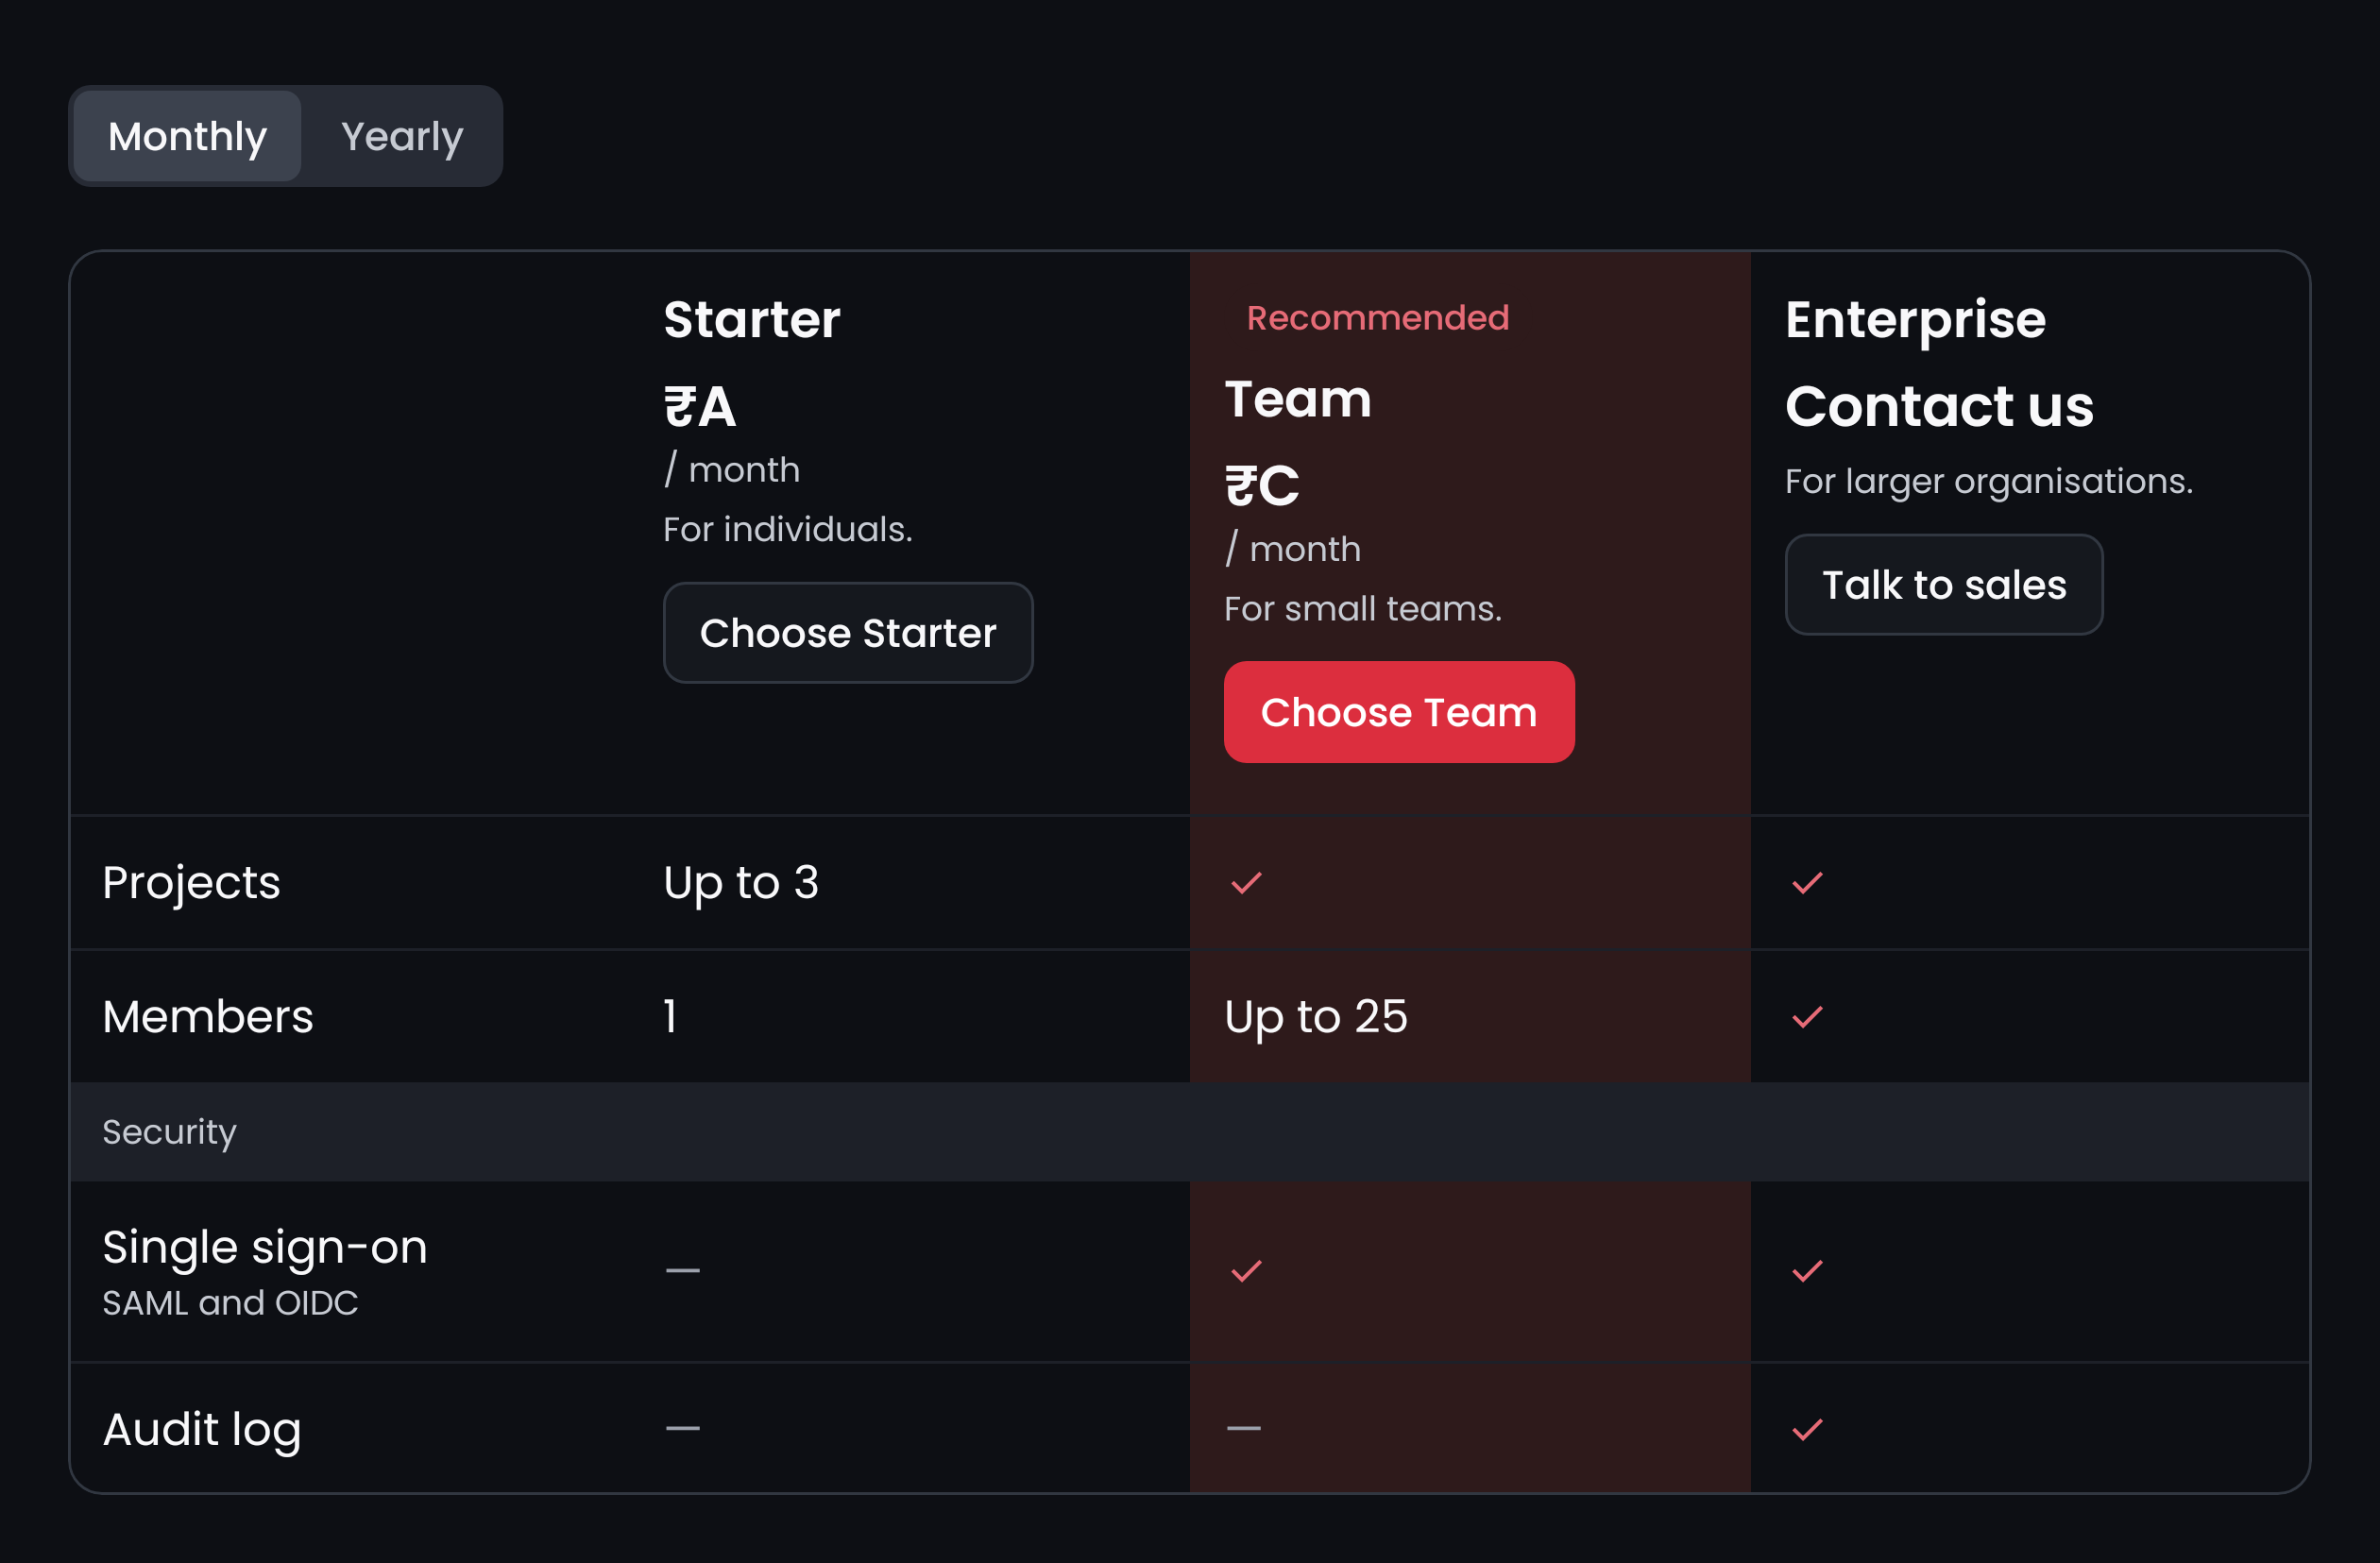 Monthly
Yearly
Starter
₹A
/ month
For individuals.
Choose Starter
Recommended
Team
₹C
/ month
For small teams.
Choose Team
Enterprise
Contact us
For larger organisations.
Talk to sales
Projects
Up to 3
Members
1
Up to 25
Security
Single sign-on
SAML and OIDC
—
Audit log
—
—